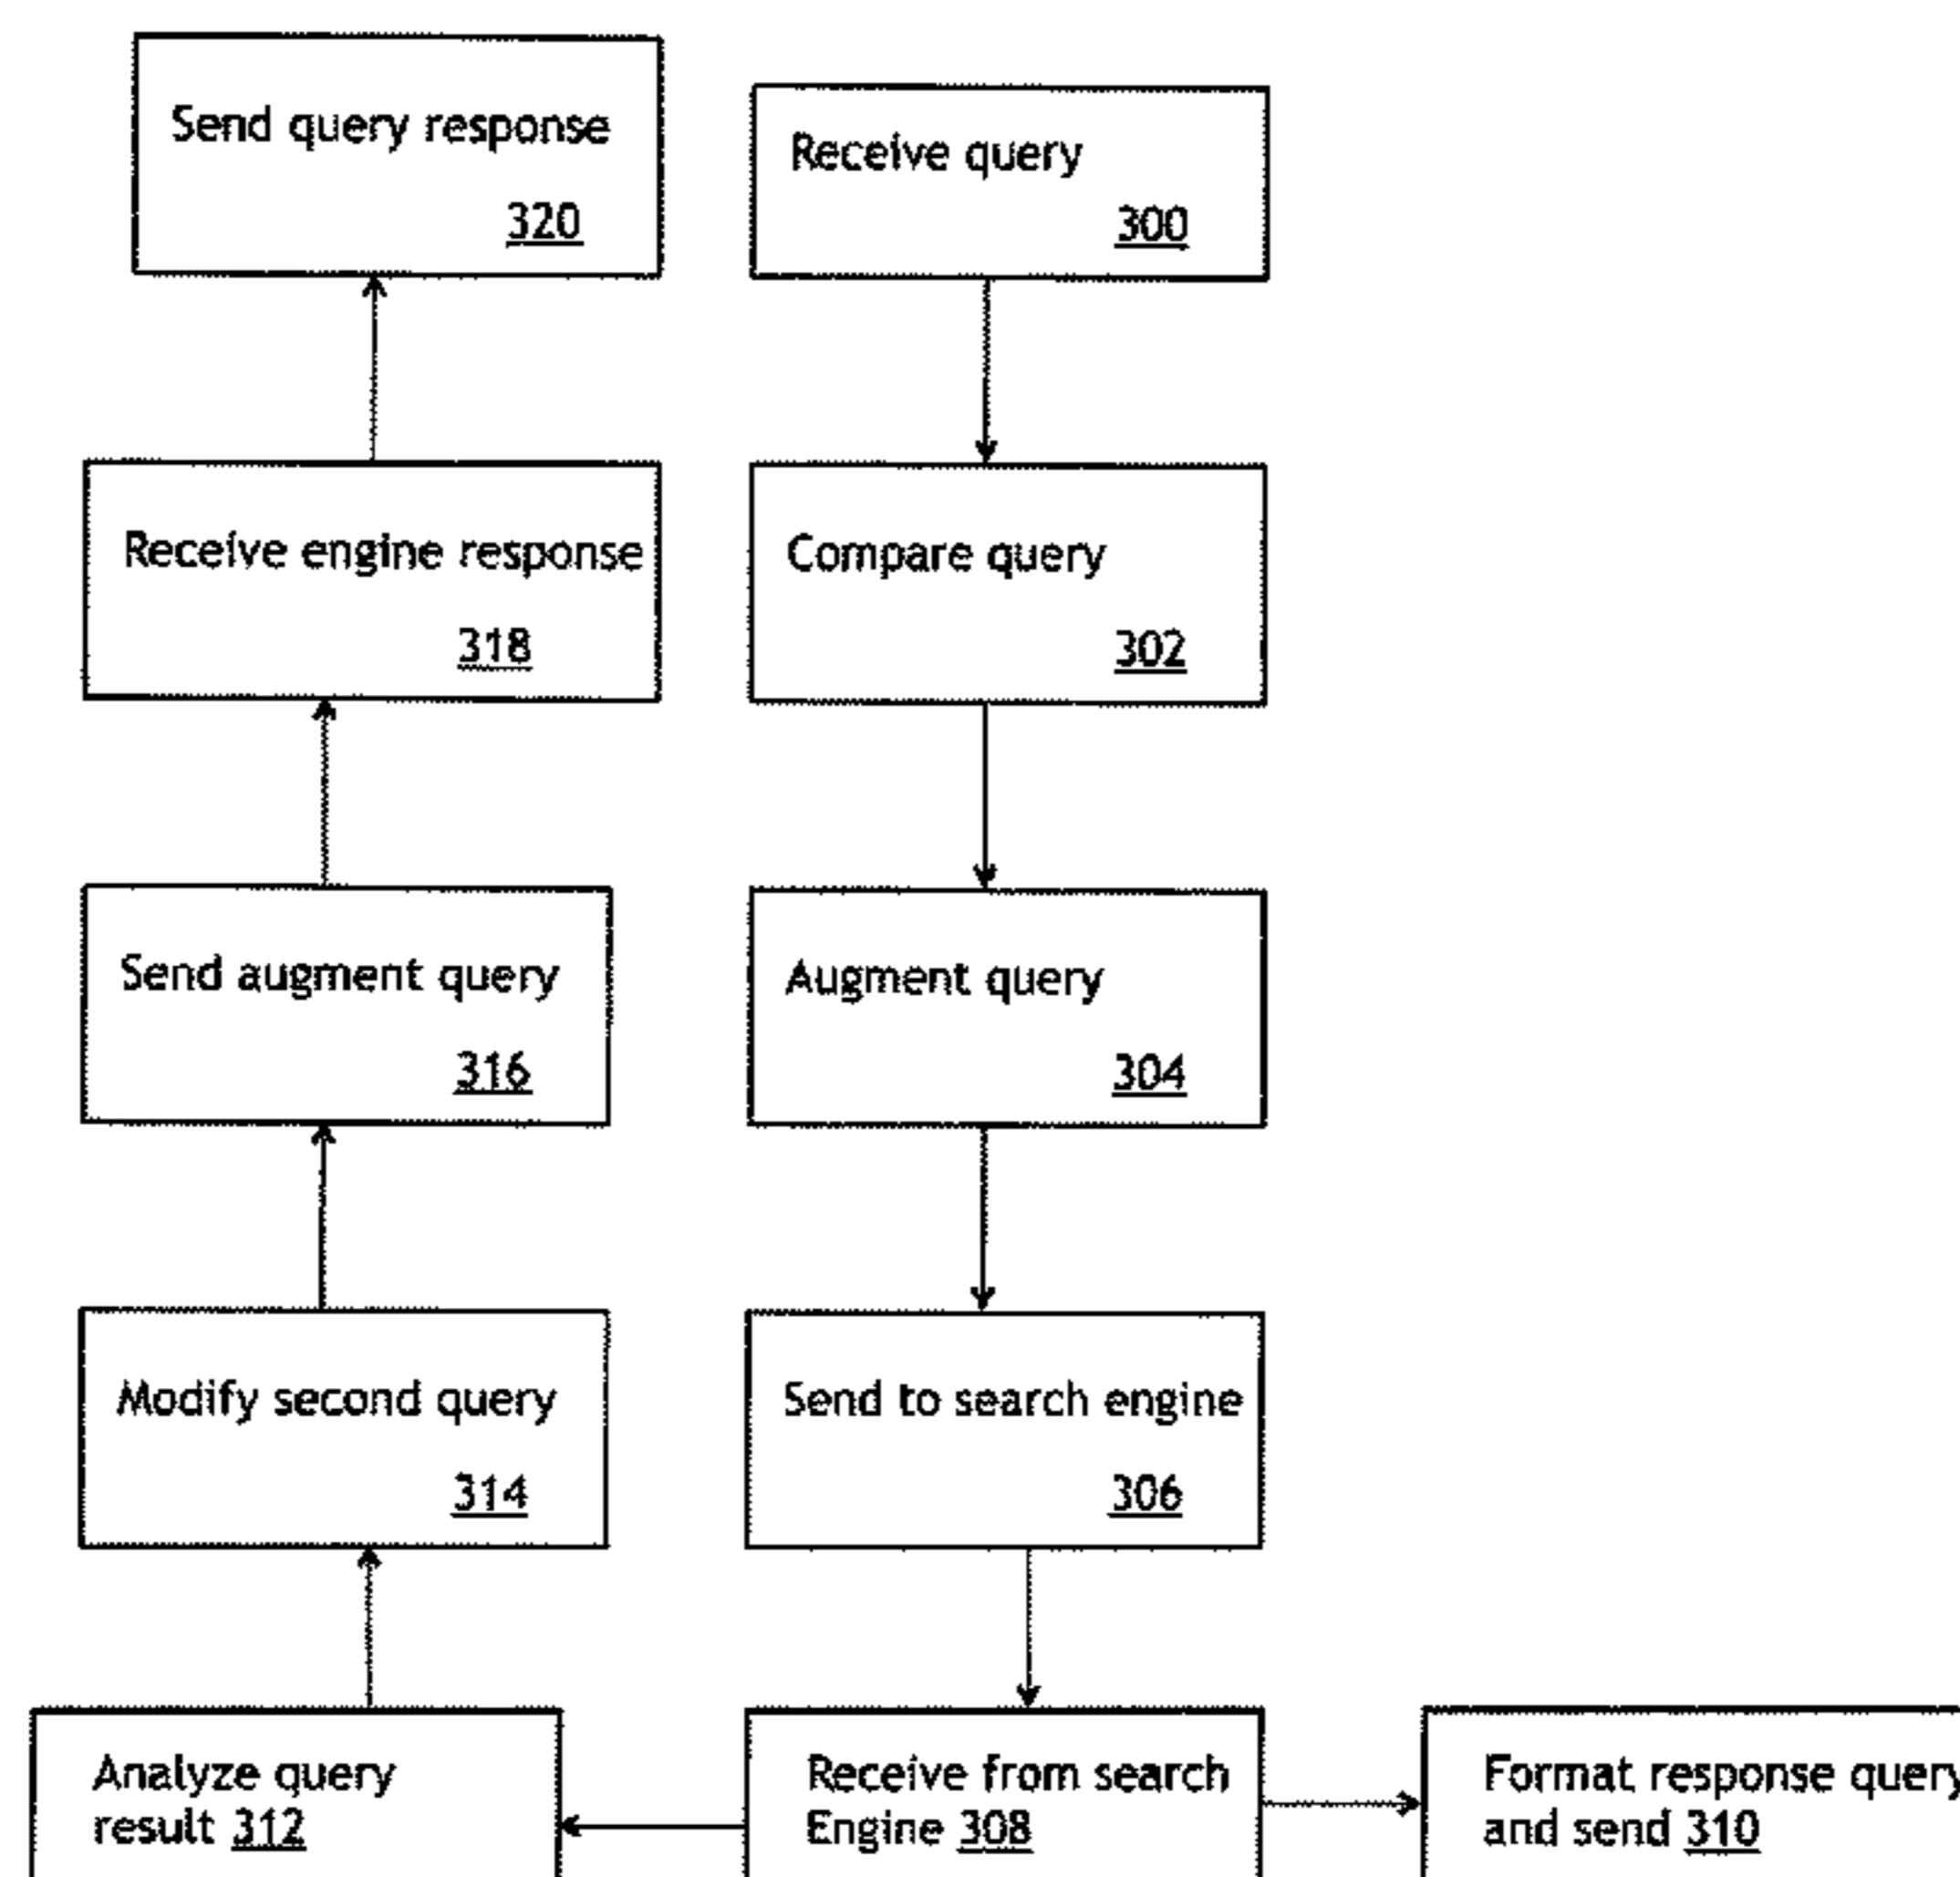 Send query response
320
Receive query
300
Receive engine response
318
Compare query
302
Send augment query
316
Augment query
304
Modify second query
314
Send to search engine
306
Analyze query
result 312
Receive from search
Engine 308
Format response query
and send 310